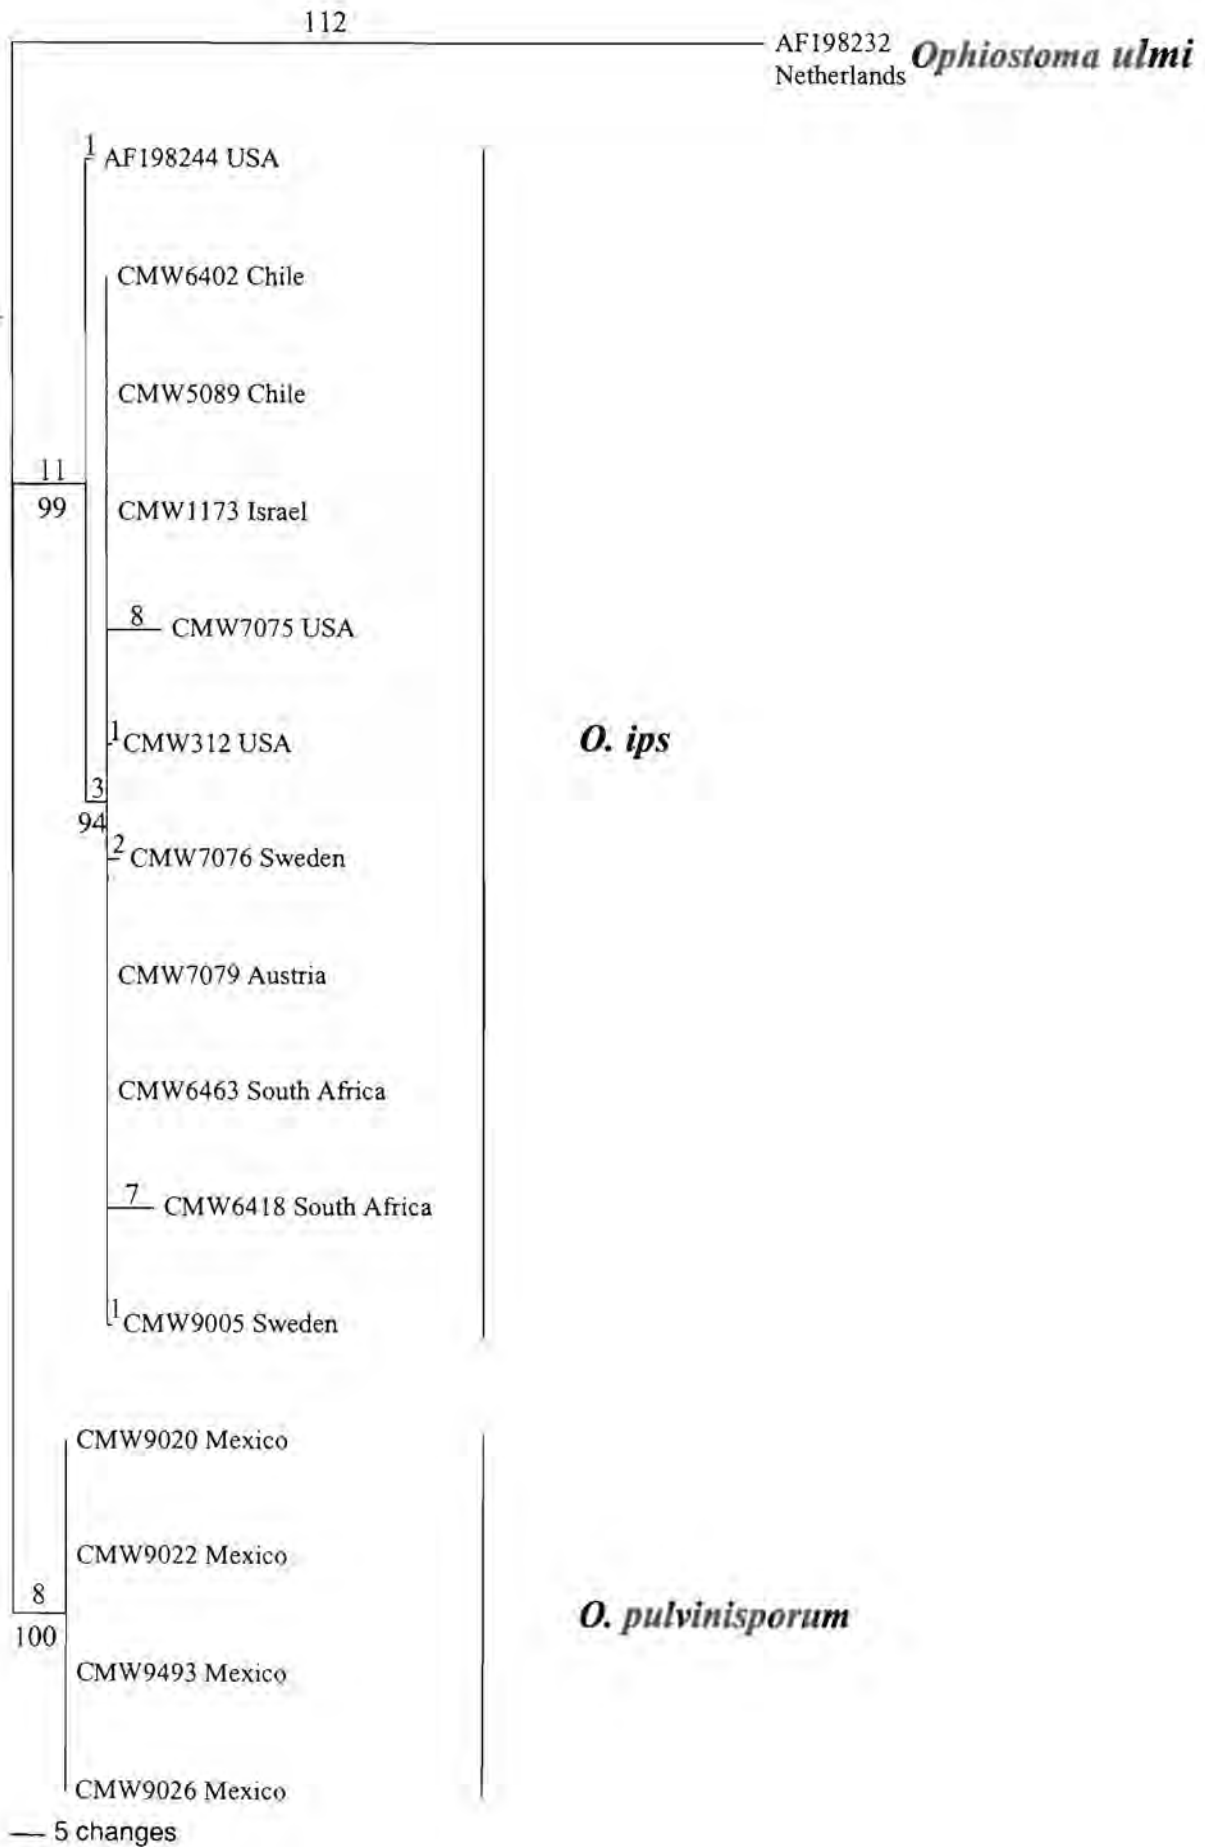 112
AF198232
Netherlands
Ophiostoma ulmi
1
AF198244 USA
CMW6402 Chile
CMW5089 Chile
11
99
CMW1173 Israel
8
CMW7075 USA
1
CMW312 USA
O. ips
3
94
2
CMW7076 Sweden
CMW7079 Austria
CMW6463 South Africa
7
CMW6418 South Africa
1
CMW9005 Sweden
CMW9020 Mexico
CMW9022 Mexico
8
100
O. pulvinisporum
CMW9493 Mexico
CMW9026 Mexico
5 changes